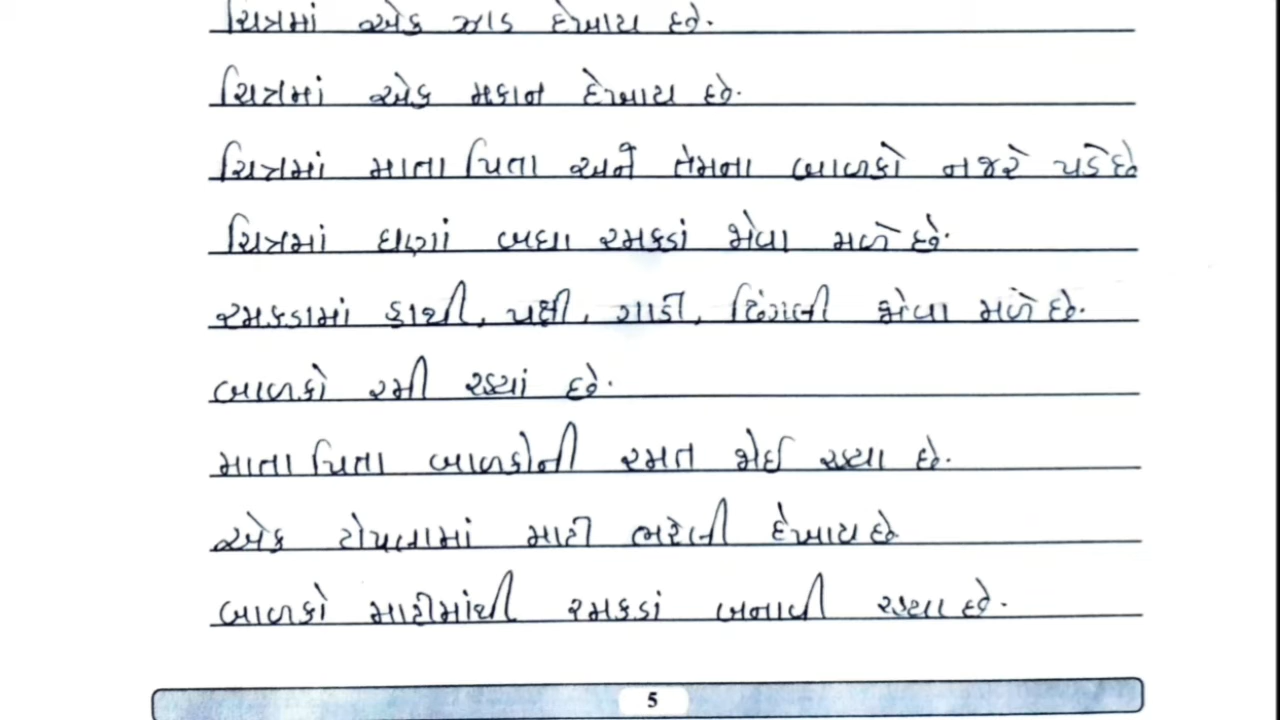 ચિત્રમાં એક ઝાડ દેખાય છે.
ચિત્રમાં એક મકાન દેખાય છે.
ચિત્રમાં માતા પિતા અને તેમના બાળકો નજરે પડે છે
ચિત્રમાં ઘણાં બધા રમકડાં જોવા મળે છે.
રમકડામાં હાથી, પક્ષી, ગાડી, ઢિંગલી જોવા મળે છે.
બાળકો રમી રહ્યાં છે.
માતા પિતા બાળકોની રમત જોઈ રહ્યા છે.
એક ટોપલામાં માટી ભરેલી દેખાય છે
બાળકો માટીમાંથી રમકડાં બનાવી રહ્યા છે.
5